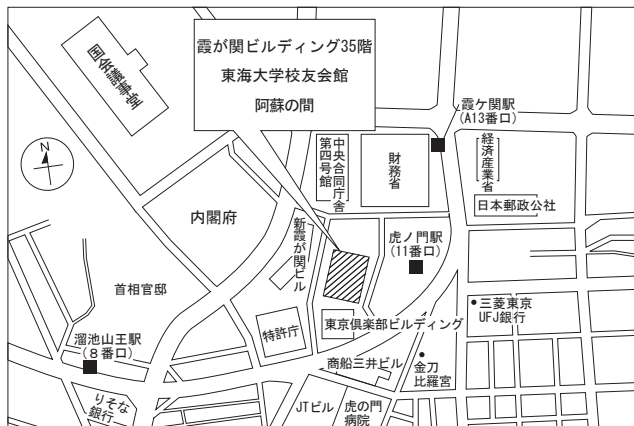 霞が関ビルディング35階
東海大学校友会館
阿蘇の間
国会議事堂
N
霞ケ関駅
(A13番口)
中央合同庁舎
第四号館
財務省
経済産業省
日本郵政公社
内閣府
新霞が関ビル
虎ノ門駅
(11番口)
首相官邸
三菱東京
UFJ銀行
特許庁
東京倶楽部ビルディング
溜池山王駅
(8番口)
商船三井ビル
金刀
比羅宮
りそな
銀行
JTビル
虎の門
病院